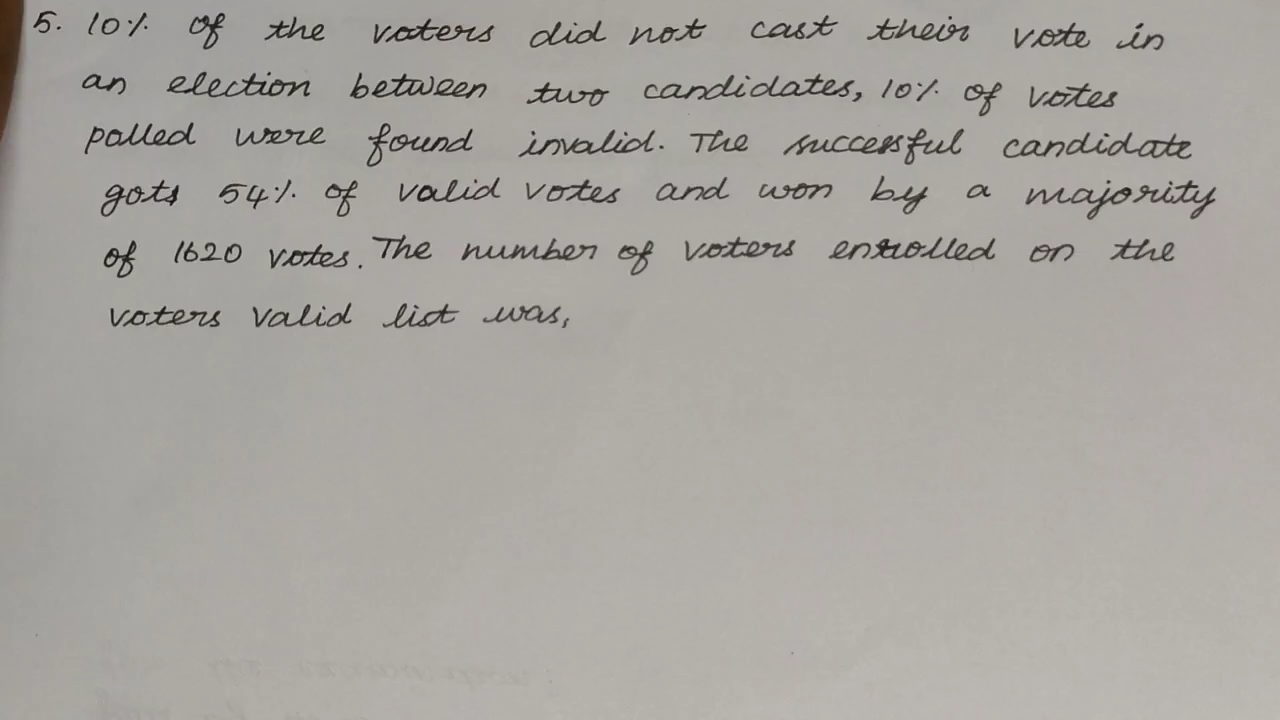 5. 10% of the voters did not cast their vote in
an election between two candidates, 10% of votes
polled were found invalid. The successful candidate
gots 54% of valid votes and won by a majority
of 1620 votes. The number of voters enrolled on the
voters valid list was,